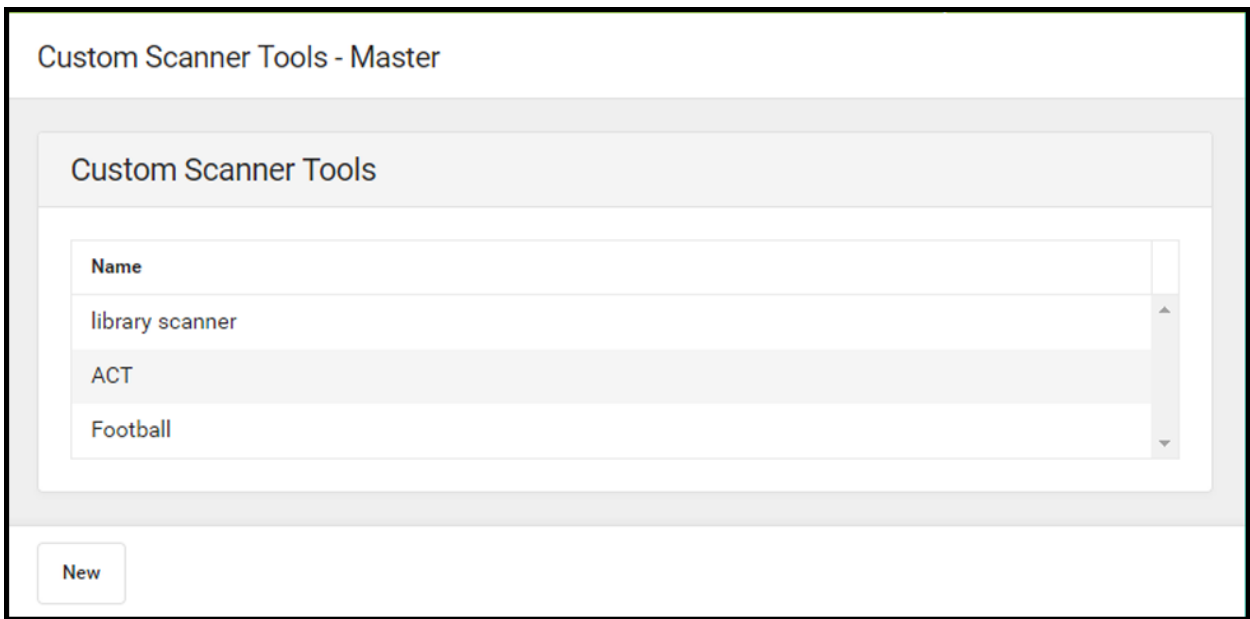 Custom Scanner Tools - Master
Custom Scanner Tools
Name
library scanner
ACT
Football
New